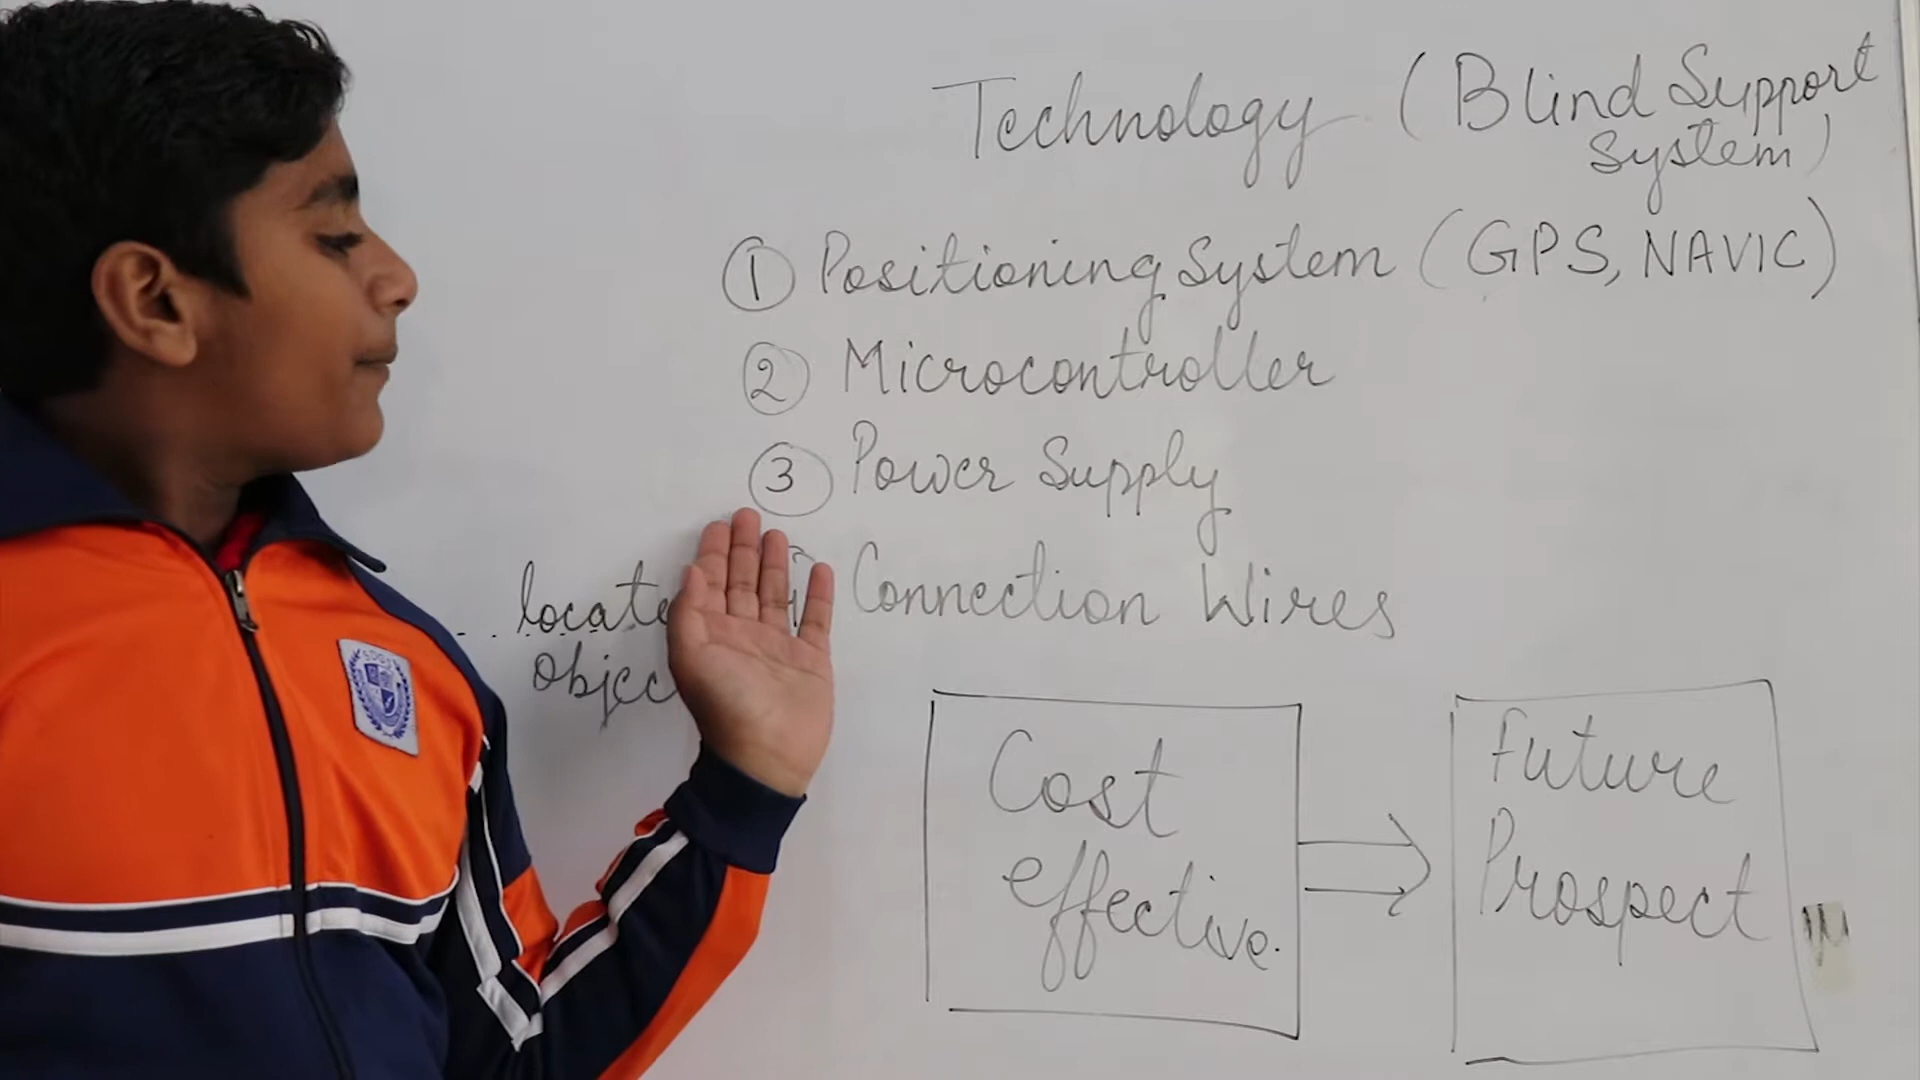 Technology (Blind Support
System)
① Positioning System (GPS, NAVIC)
② Microcontroller
③ Power Supply
Connection Wires
locate
Cost
effective.
Future
Prospect